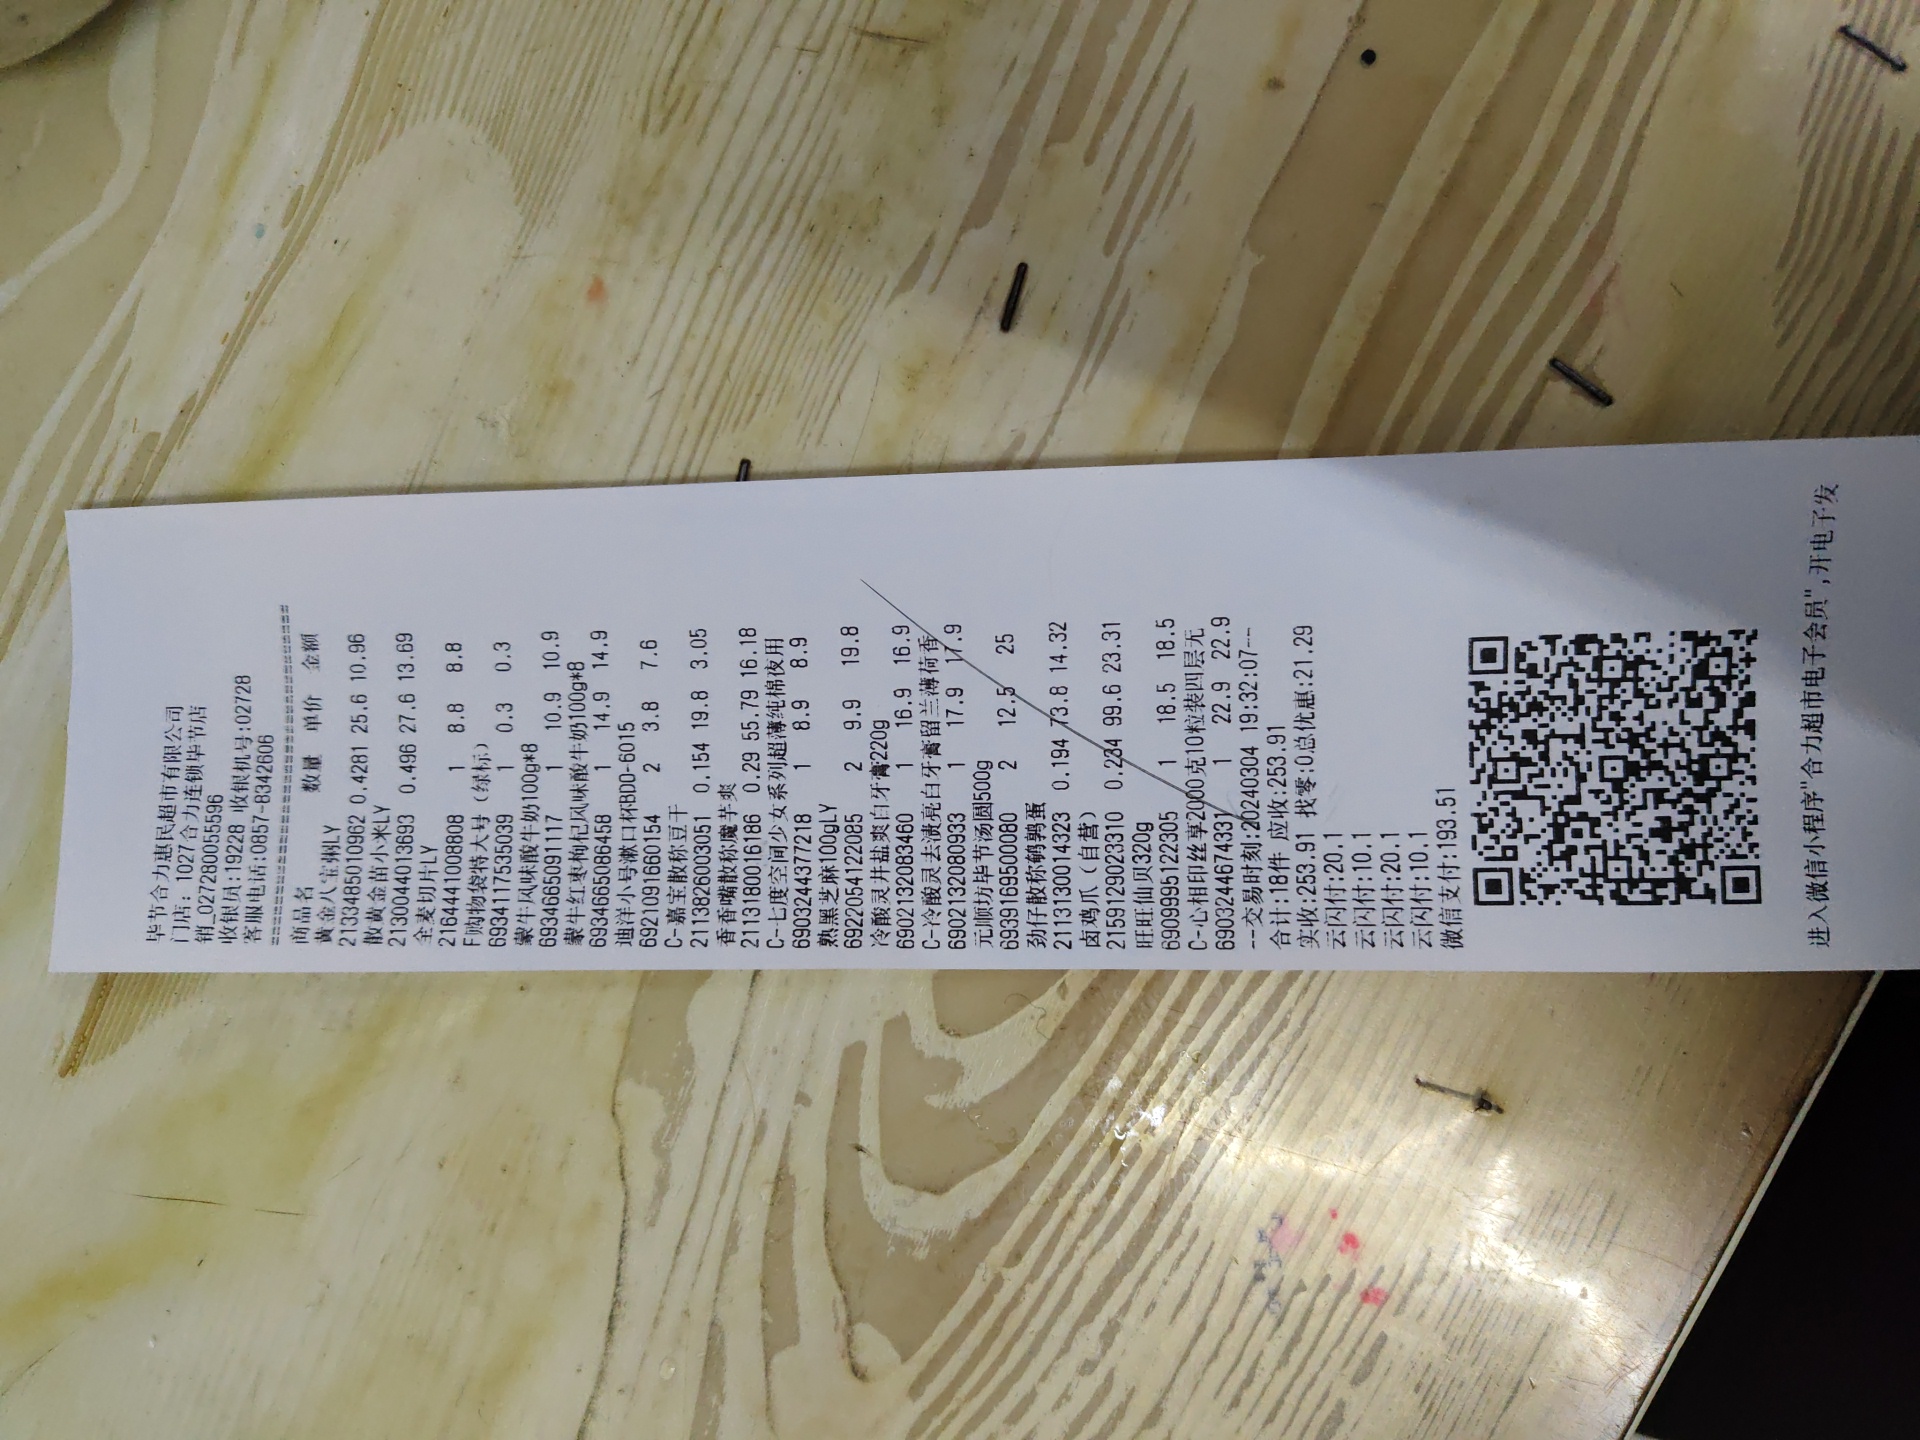 毕节合力惠民超市有限公司
门店: 1027合力连锁毕节店
销_027280055596
收银员:19228 收银机号:02728
客服电话:0857-8342606
==============================
商品名 数量 单价 金额
黄金八宝洲LY
2133485010962 0.4281 25.6 10.96
散黄金苗小米LY
2130044013693 0.496 27.6 13.69
全麦切片LY
2164441008808 1 8.8 8.8
F购物袋特大号（绿标）
6934117535039 1 0.3 0.3
蒙牛风味酸牛奶100g*8
6934665091117 1 10.9 10.9
蒙牛红枣枸杞风味酸牛奶100g*8
6934665086458 1 14.9 14.9
迪洋小号漱口杯BDD-6015
6921091660154 2 3.8 7.6
C-嘉宝散称豆干
2113826003051 0.154 19.8 3.05
香香嘴散称魔芋爽
2113180016186 0.29 55.79 16.18
C-七度空间少女系列超薄纯棉夜用
6903244377218 1 8.9 8.9
熟黑芝麻100gLY
6922054122085 2 9.9 19.8
冷酸灵井盐爽白牙膏220g
6902132083460 1 16.9 16.9
C-冷酸灵去渍亮白牙膏留兰薄荷香
6902132080933 1 17.9 17.9
元顺坊毕节汤圆500g
6939169500080 2 12.5 25
劲仔散称鹌鹑蛋
2113130014323 0.194 73.8 14.32
卤鸡爪（自营）
2159129023310 0.234 99.6 23.31
旺旺仙贝320g
6909995122305 1 18.5 18.5
C-心相印丝享2000克10粒装四层无
6903244674331 1 22.9 22.9
--交易时刻:20240304 19:32:07--
合计:18件 应收:253.91
实收:253.91 找零:0总优惠:21.29
云闪付:20.1
云闪付:10.1
云闪付:20.1
云闪付:10.1
微信支付:193.51
进入微信小程序"合力超市电子会员",开电子发